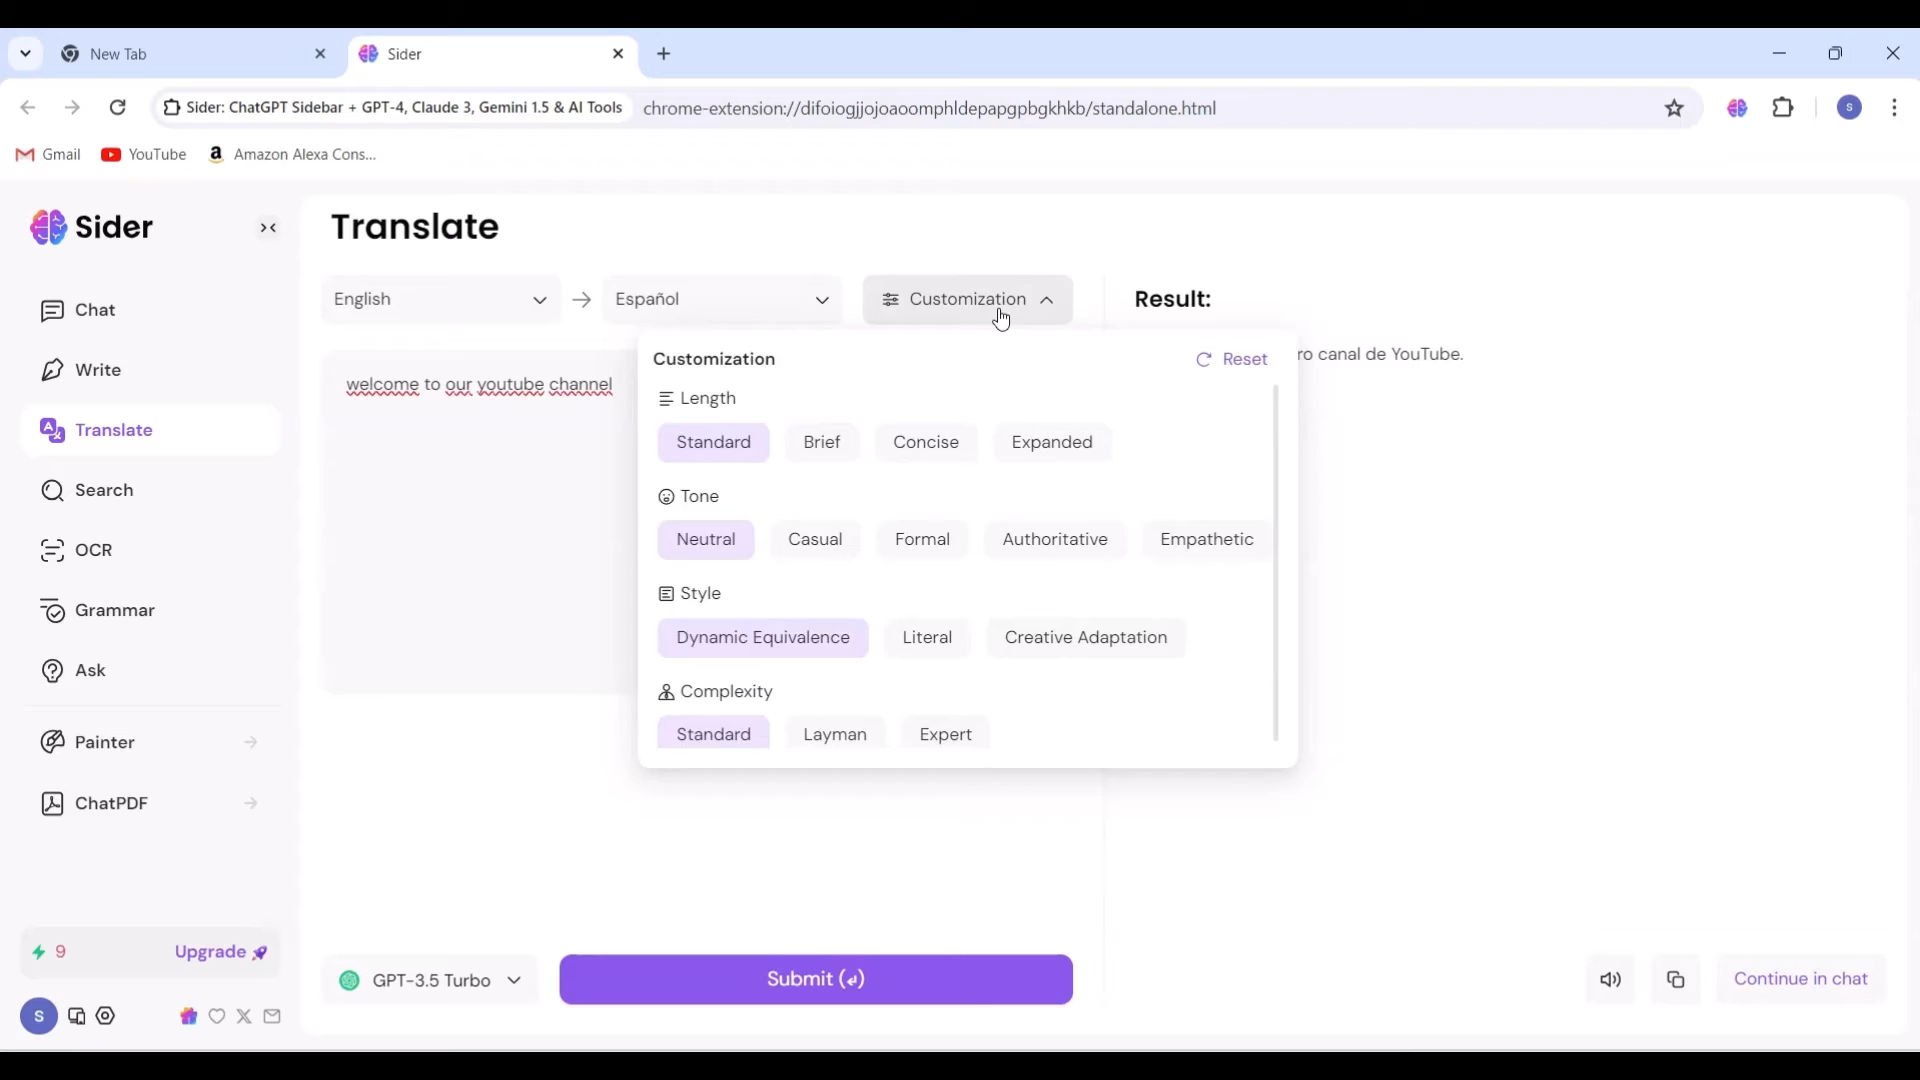 New Tab
Sider
Sider: ChatGPT Sidebar + GPT-4, Claude 3, Gemini 1.5 & AI Tools
chrome-extension://difoiogjjojoaoomphldepapgpbgkhkb/standalone.html
S
Gmail
YouTube
Amazon Alexa Cons...
Sider
Chat
Write
Translate
Search
OCR
Grammar
Ask
Painter
ChatPDF
9
Upgrade
S
Translate
English
Español
Customization
welcome to our youtube channel
Customization
Reset
Length
Standard Brief Concise Expanded
Tone
Neutral Casual Formal Authoritative Empathetic
Style
Dynamic Equivalence Literal Creative Adaptation
Complexity
Standard Layman Expert
GPT-3.5 Turbo
Submit (↵)
Result:
ro canal de YouTube.
Continue in chat